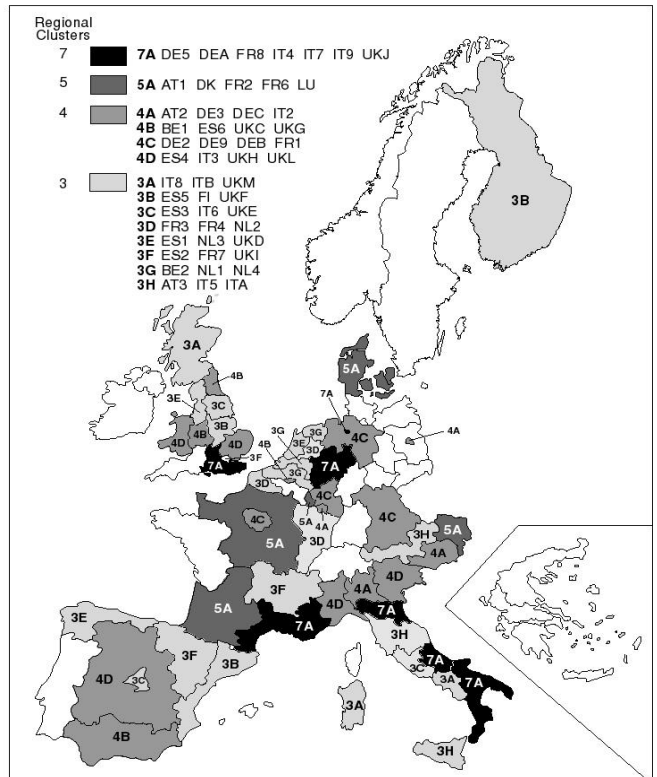 Regional
Clusters
7 7A DE5 DEA FR8 IT4 IT7 IT9 UKJ
5 5A AT1 DK FR2 FR6 LU
4 4A AT2 DE3 DEC IT2
4B BE1 ES6 UKC UKG
4C DE2 DE9 DEB FR1
4D ES4 IT3 UKH UKL
3 3A IT8 ITB UKM
3B ES5 FI UKF
3C ES3 IT6 UKE
3D FR3 FR4 NL2
3E ES1 NL3 UKD
3F ES2 FR7 UKI
3G BE2 NL1 NL4
3H AT3 IT5 ITA
3B
3A
5A
4B
7A
3E
3C
3B
3G
3G
4C
4A
4D
4B
4D
4B
3E
3D
3F
7A
3G
7A
3D
4C
4C
5A
4A
4C
5A
3H
5A
3D
4A
3F
4D
4A
4D
5A
7A
7A
3E
3H
3F
3B
7A
3C
4D
3C
3A
7A
3A
4B
3H